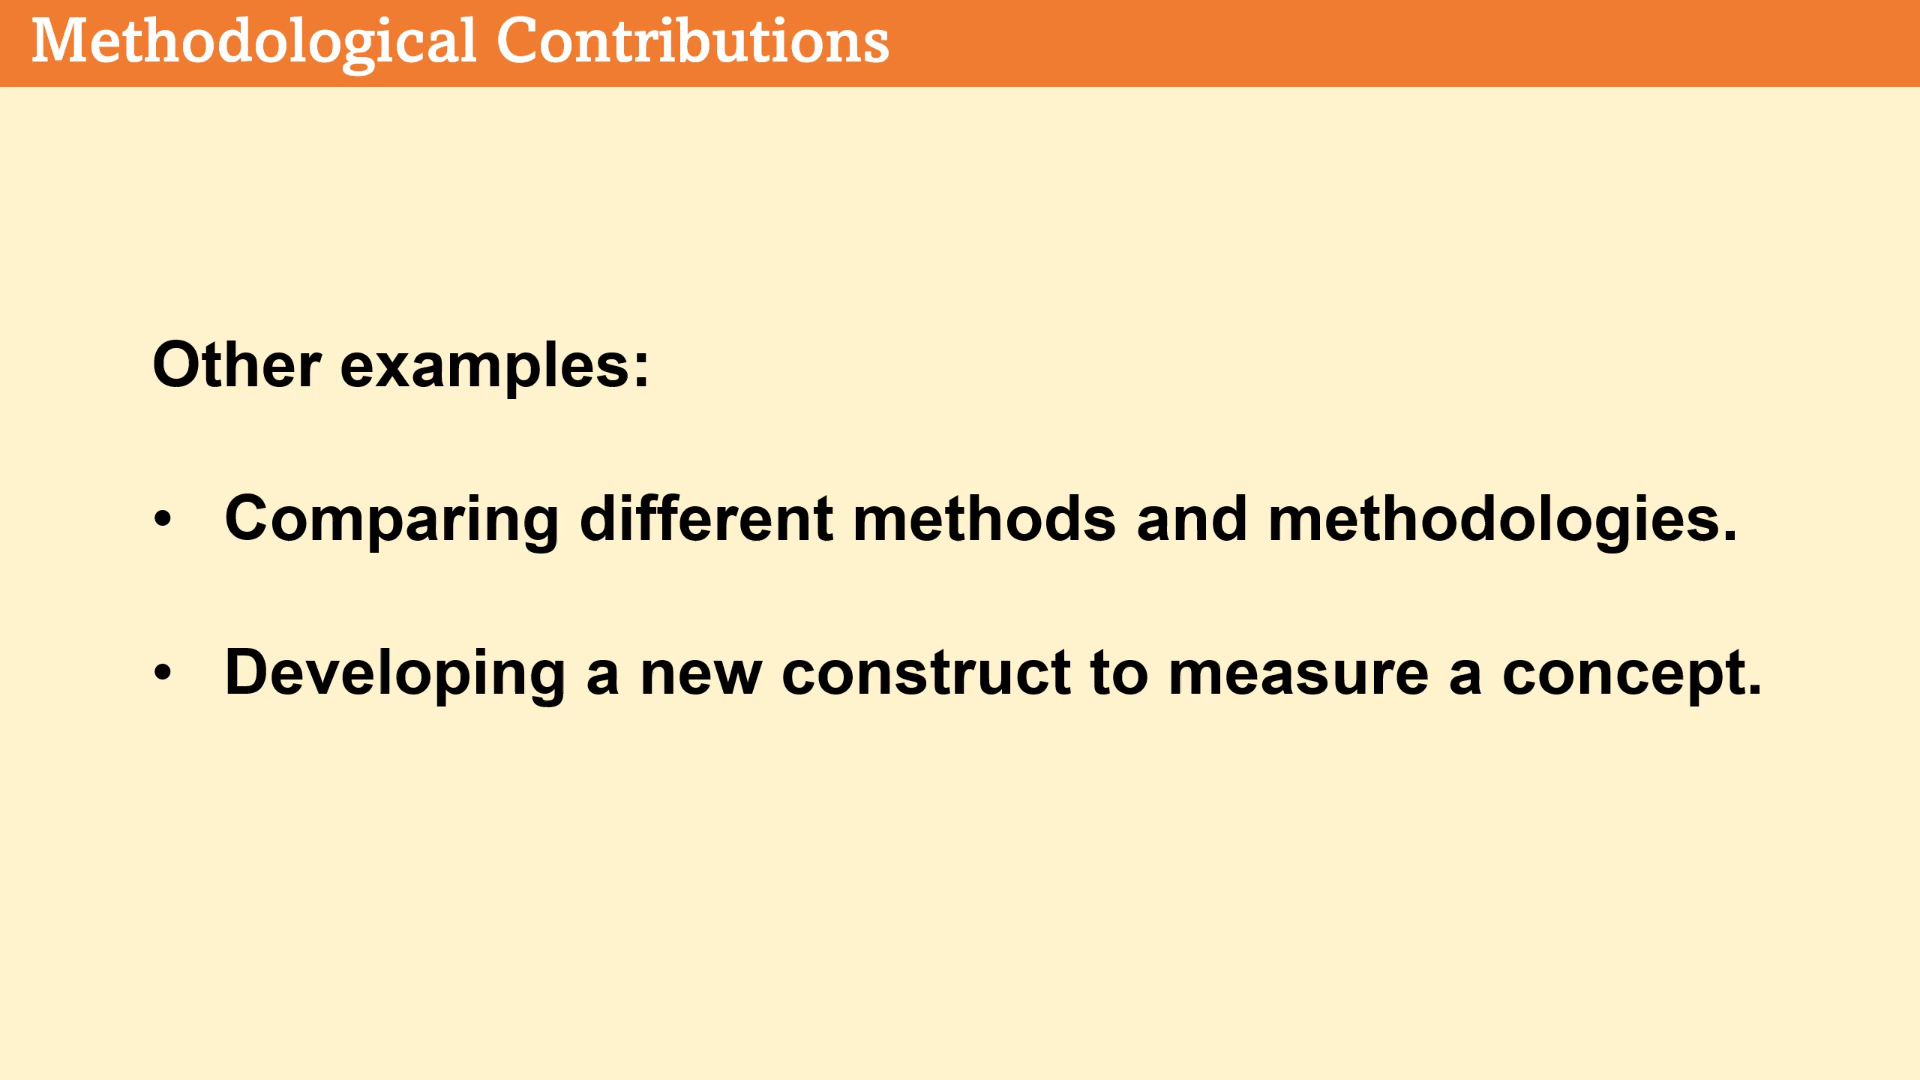 Methodological Contributions
Other examples:
• Comparing different methods and methodologies.
• Developing a new construct to measure a concept.